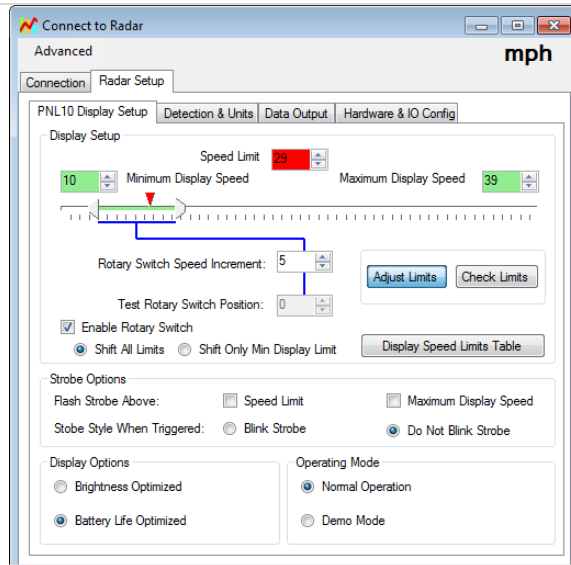 Connect to Radar
Advanced
mph
Connection Radar Setup
PNL10 Display Setup Detection & Units Data Output Hardware & IO Config
Display Setup
Speed Limit 29
10 Minimum Display Speed Maximum Display Speed 39
Rotary Switch Speed Increment: 5
Adjust Limits Check Limits
Test Rotary Switch Position: 0
Enable Rotary Switch
Shift All Limits Shift Only Min Display Limit Display Speed Limits Table
Strobe Options
Flash Strobe Above: Speed Limit Maximum Display Speed
Stobe Style When Triggered: Blink Strobe Do Not Blink Strobe
Display Options Operating Mode
Brightness Optimized Normal Operation
Battery Life Optimized Demo Mode